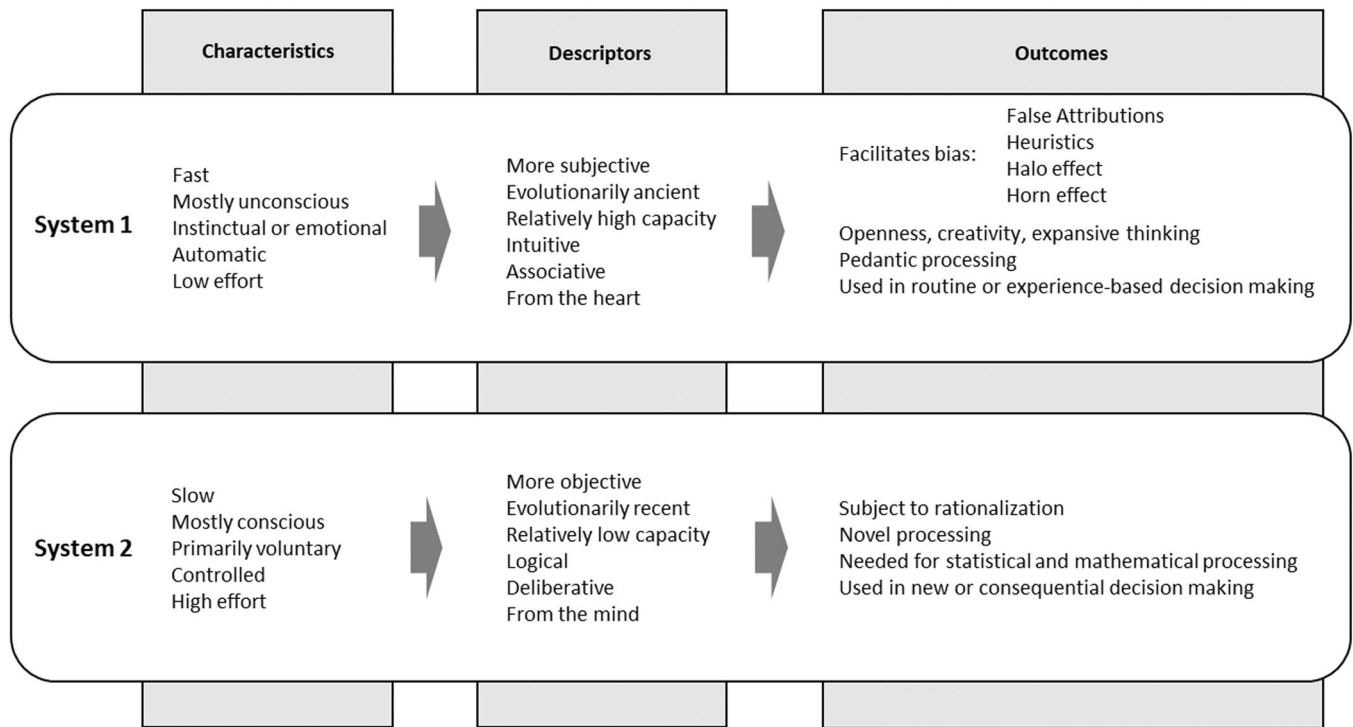 Characteristics
Descriptors
Outcomes
System 1
Fast
Mostly unconscious
Instinctual or emotional
Automatic
Low effort
More subjective
Evolutionarily ancient
Relatively high capacity
Intuitive
Associative
From the heart
Facilitates bias:
False Attributions
Heuristics
Halo effect
Horn effect
Openness, creativity, expansive thinking
Pedantic processing
Used in routine or experience-based decision making
System 2
Slow
Mostly conscious
Primarily voluntary
Controlled
High effort
More objective
Evolutionarily recent
Relatively low capacity
Logical
Deliberative
From the mind
Subject to rationalization
Novel processing
Needed for statistical and mathematical processing
Used in new or consequential decision making